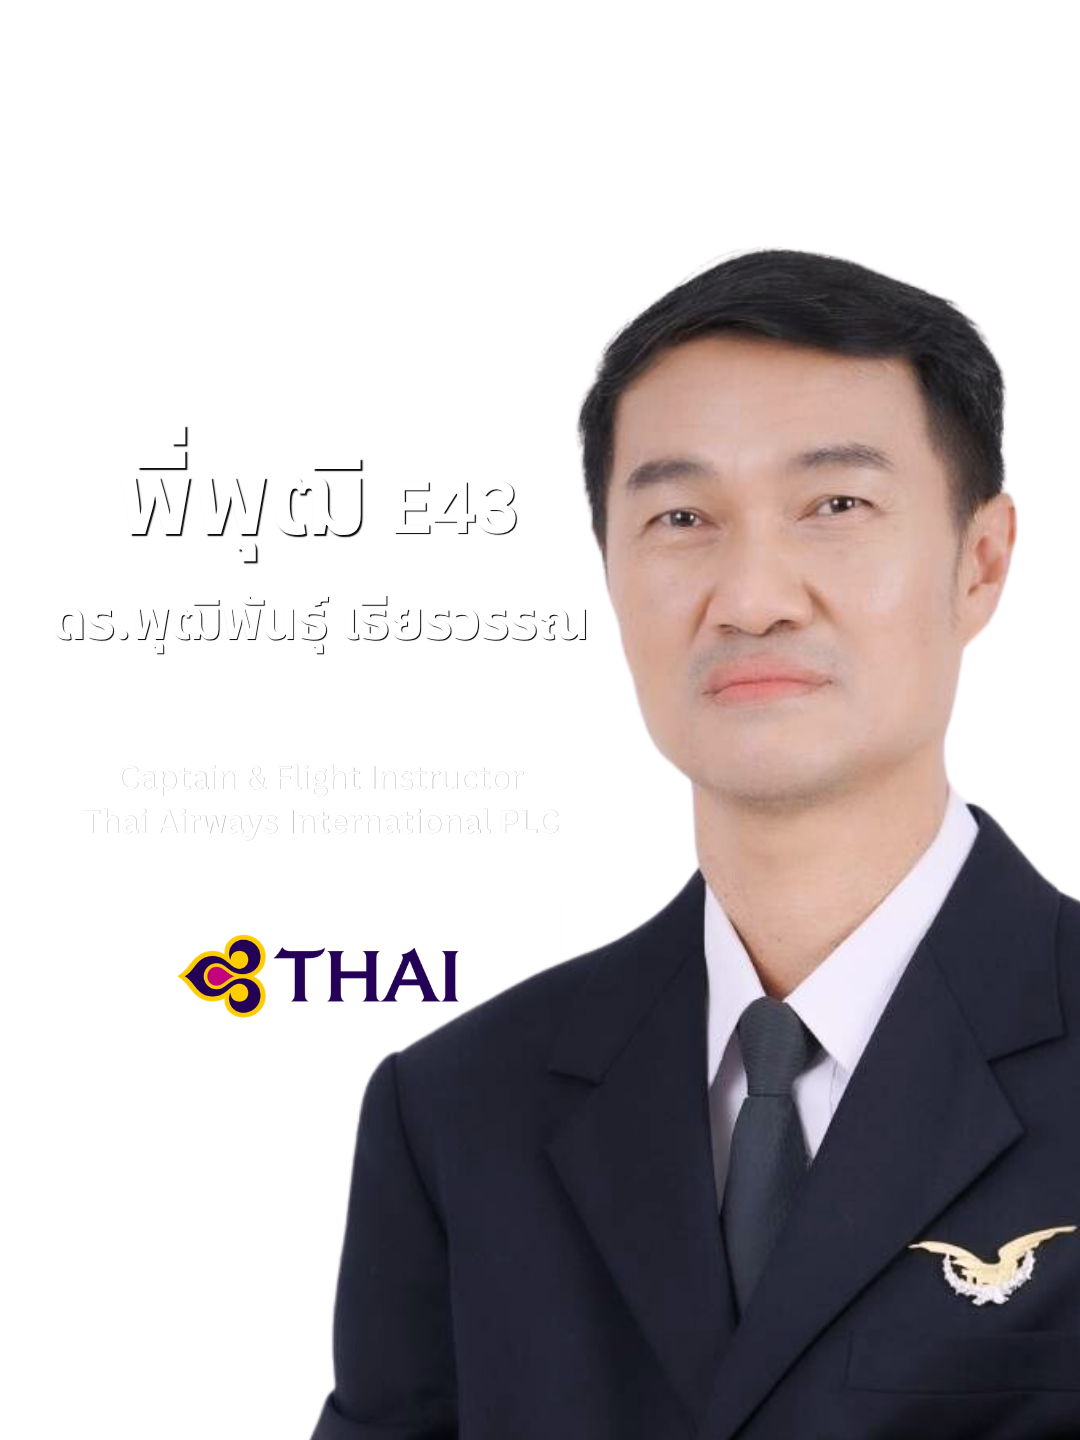 พี่พุฒิ E43
ดร.พุฒิพันธุ์ เธียรวรรณ
Captain & Flight Instructor
Thai Airways International PLC
THAI